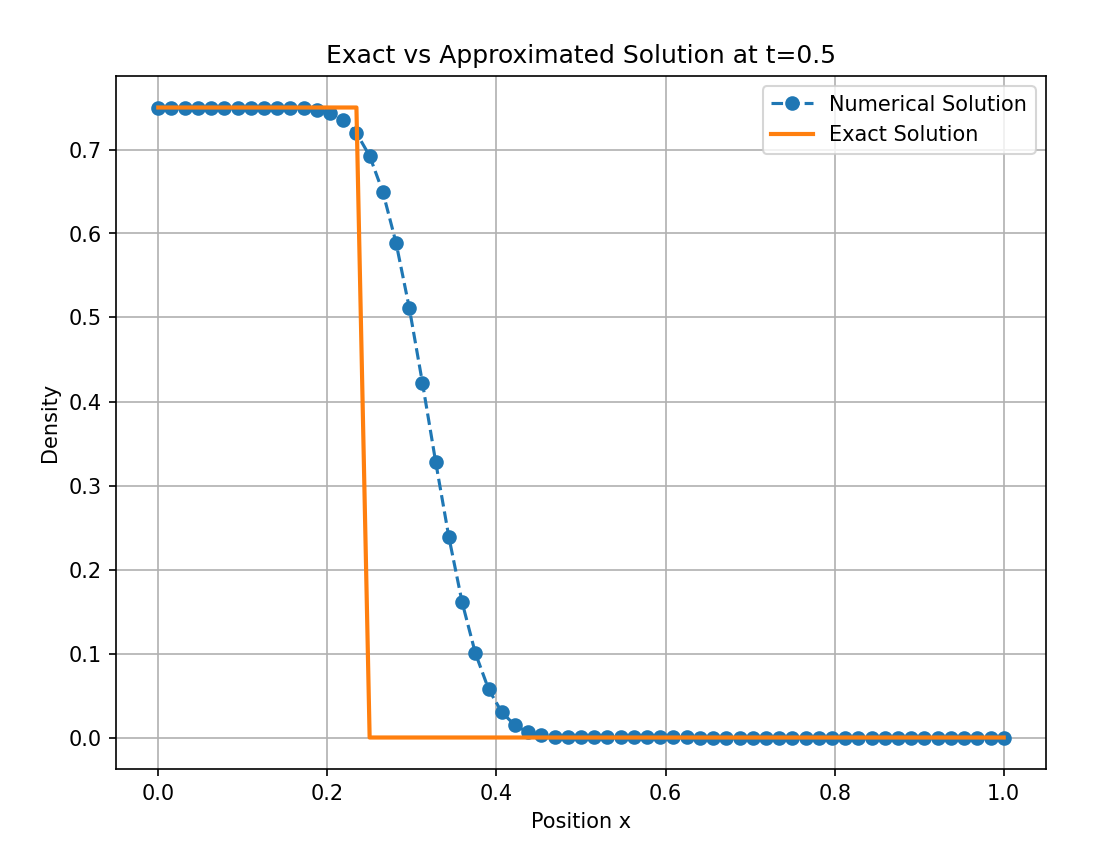 Exact vs Approximated Solution at t=0.5
Numerical Solution
Exact Solution
Density
0.7
0.6
0.5
0.4
0.3
0.2
0.1
0.0
0.0 0.2 0.4 0.6 0.8 1.0
Position x